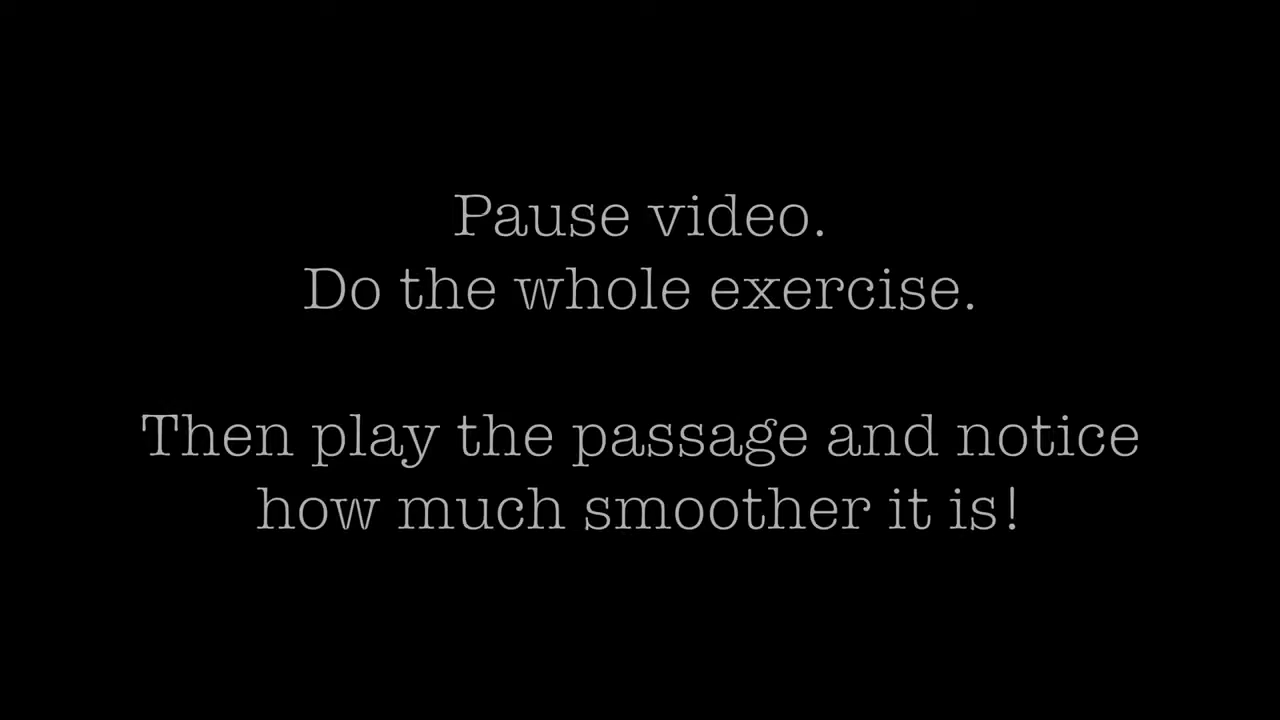 Pause video.
Do the whole exercise.
Then play the passage and notice
how much smoother it is!